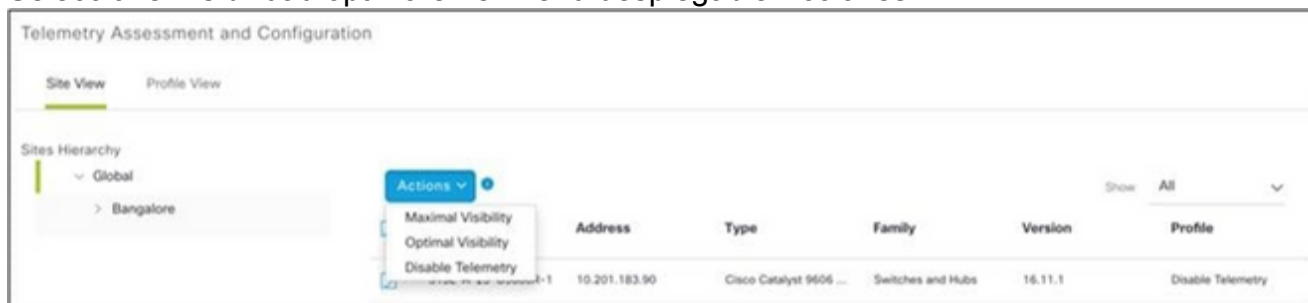 Telemetry Assessment and Configuration
Site View Profile View
Sites Hierarchy
Global
Bangalore
Actions
Show All
Maximal Visibility
Optimal Visibility
Disable Telemetry
Address Type Family Version Profile
10.201.183.90 Cisco Catalyst 9606 ... Switches and Hubs 16.11.1 Disable Telemetry